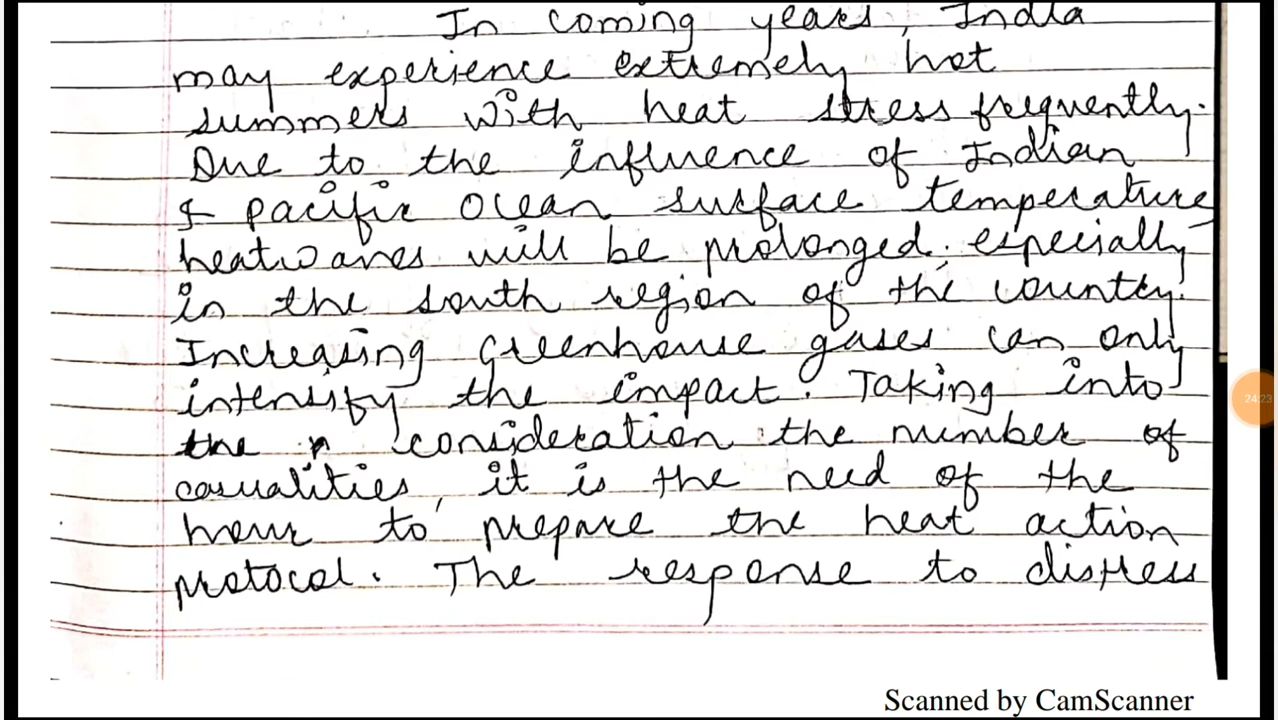 In coming years, India
may experience extremely hot
summers with heat stress frequently.
Due to the influence of Indian
& pacific ocean surface temperature
heatwaves will be prolonged, especially
in the south region of the country.
Increasing Greenhouse gases can only
intensify the impact. Taking into
the consideration the number of
casualities, it is the need of the
hour to prepare the heat action
protocol. The response to distress
24:23
Scanned by CamScanner